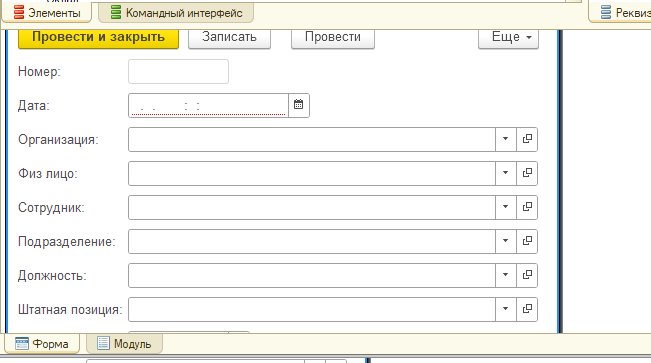 Элементы Командный интерфейс
Провести и закрыть Записать Провести Еще
Номер:
Дата: . . : :
Организация:
Физ лицо:
Сотрудник:
Подразделение:
Должность:
Штатная позиция:
Форма Модуль